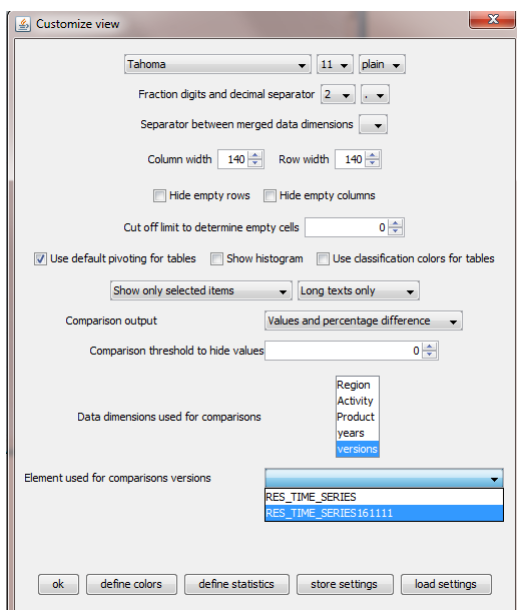 Customize view
Tahoma 11 plain
Fraction digits and decimal separator 2 .
Separator between merged data dimensions
Column width 140 Row width 140
Hide empty rows Hide empty columns
Cut off limit to determine empty cells 0
Use default pivoting for tables Show histogram Use classification colors for tables
Show only selected items Long texts only
Comparison output Values and percentage difference
Comparison threshold to hide values 0
Region
Activity
Data dimensions used for comparisons Product
years
versions
Element used for comparisons versions
RES_TIME_SERIES
RES_TIME_SERIES161111
ok define colors define statistics store settings load settings